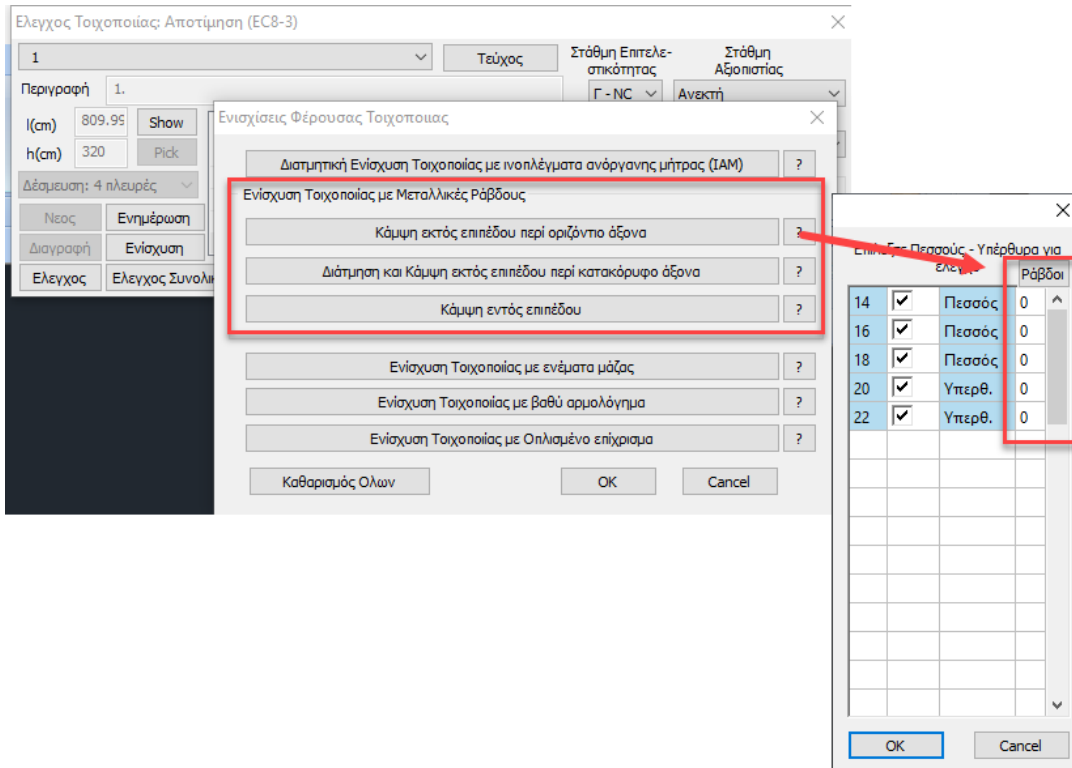 Ελεγχος Τοιχοποιίας: Αποτίμηση (EC8-3)
1
Τεύχος
Στάθμη Επιτελε-
στικότητας
Στάθμη
Αξιοπιστίας
Περιγραφή 1.
Γ - NC
Ανεκτή
l(cm) 809.99 Show
h(cm) 320 Pick
Δέσμευση: 4 πλευρές
Νεος Ενημέρωση
Διαγραφή Ενίσχυση
Ελεγχος Ελεγχος Συνολι
Ενισχίσεις Φέρουσας Τοιχοποιιας
Διατμητική Ενίσχυση Τοιχοποιίας με ινοπλέγματα ανόργανης μήτρας (ΙΑΜ) ?
Ενίσχυση Τοιχοποιίας με Μεταλλικές Ράβδους
Κάμψη εκτός επιπέδου περί οριζόντιο άξονα ?
Διάτμηση και Κάμψη εκτός επιπέδου περί κατακόρυφο άξονα ?
Κάμψη εντός επιπέδου ?
Ενίσχυση Τοιχοποιίας με ενέματα μάζας ?
Ενίσχυση Τοιχοποιίας με βαθύ αρμολόγημα ?
Ενίσχυση Τοιχοποιίας με Οπλισμένο επίχρισμα ?
Καθαρισμός Ολων OK Cancel
Πεσσούς - Υπέρθυρα για
Ράβδοι
14 Πεσσός 0
16 Πεσσός 0
18 Πεσσός 0
20 Υπερθ. 0
22 Υπερθ. 0
OK Cancel